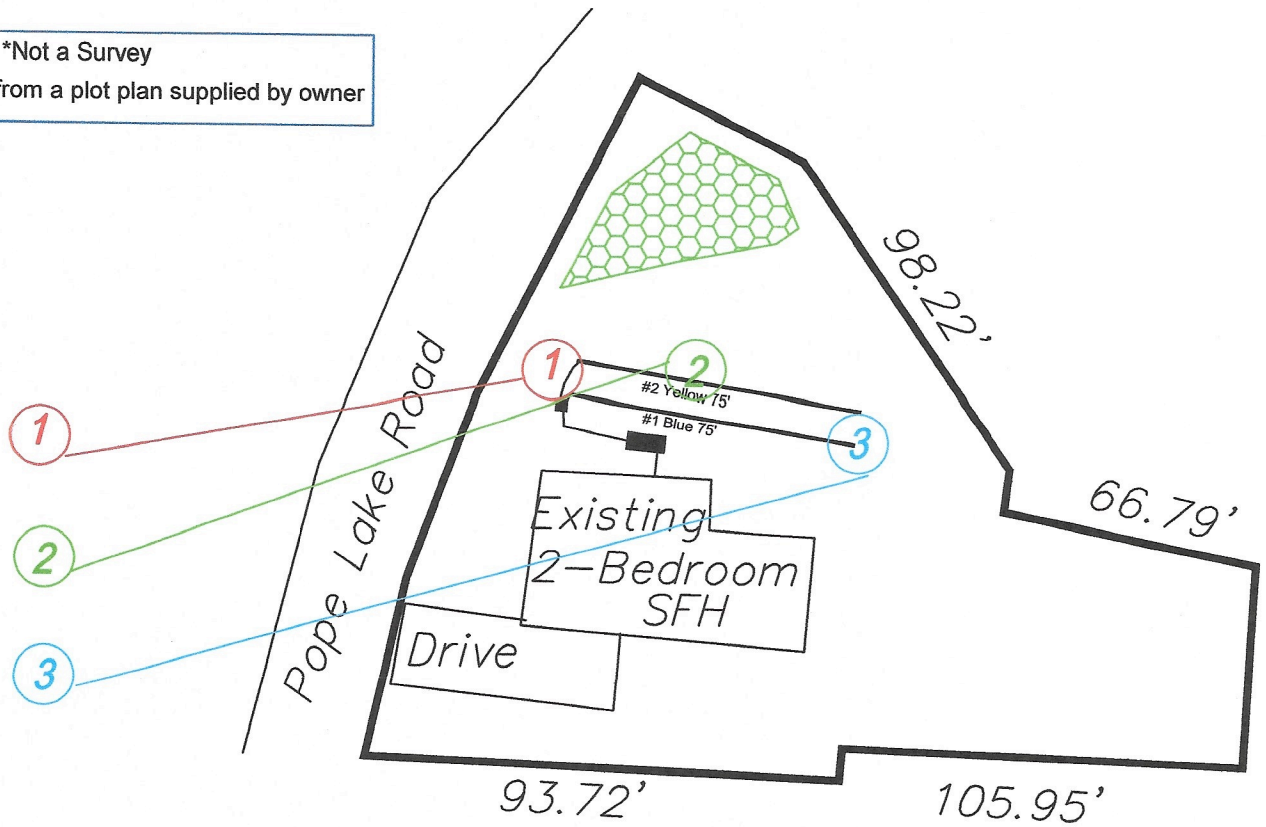 *Not a Survey
from a plot plan supplied by owner
98.22'
1
2
#2 Yellow 75'
#1 Blue 75'
Pope Lake Road
1
3
66.79'
Existing
2-Bedroom
SFH
2
Drive
3
93.72'
105.95'